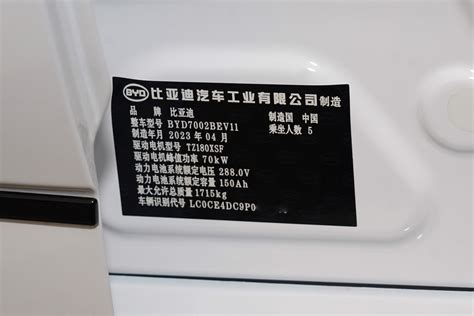 BYD 比亚迪汽车工业有限公司 制造
品 牌 比亚迪 制造国 中国
整车型号 BYD7002BEV11 乘坐人数 5
制造年月 2023 年 04 月
驱动电机型号 TZ180XSF
驱动电机峰值功率 70kW
动力电池系统额定电压 288.0V
动力电池系统额定容量 150Ah
最大允许总质量 1715kg
车辆识别代号 LC0CE4DC9P0